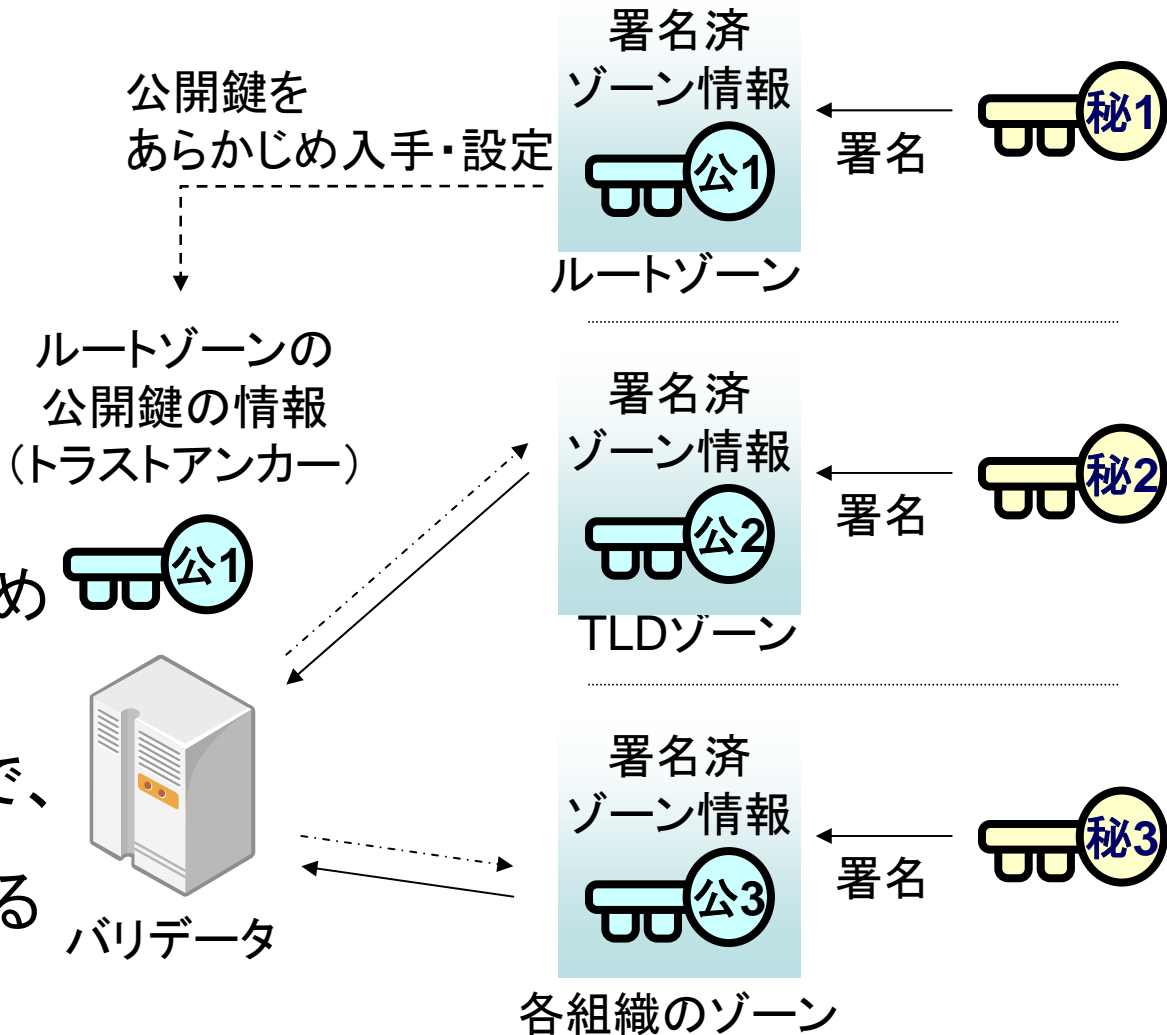 署名済
ゾーン情報
公1
ルートゾーン
署名
秘1
公開鍵を
あらかじめ入手・設定
ルートゾーンの
公開鍵の情報
（トラストアンカー）
公1
め
で、
る
バリデータ
署名済
ゾーン情報
公2
TLDゾーン
署名
秘2
署名済
ゾーン情報
公3
各組織のゾーン
署名
秘3